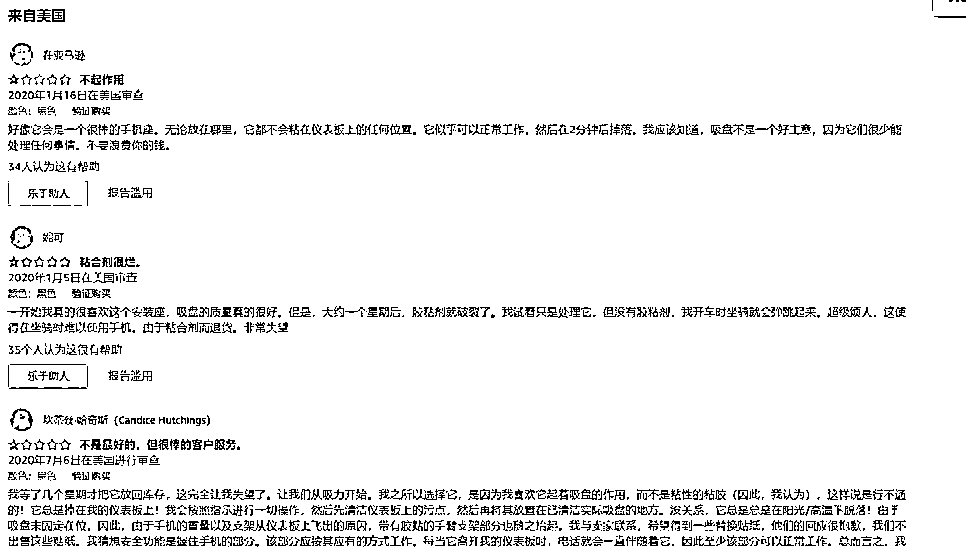 来自美国
在亚马逊
不起作用
2020年1月16日在美国审查
颜色：黑色 验证购买
好像它会是一个很棒的手机座。无论放在哪里，它都不会粘在仪表板上的任何位置。它似乎可以正常工作，然后在2分钟后掉落。我应该知道，吸盘不是一个好主意，因为它们很少能
处理任何事情。不要浪费你的钱。
34人认为这有帮助
乐于助人 报告滥用
妮可
粘合剂很烂。
2020年1月5日在美国审查
颜色：黑色 验证购买
一开始我真的很喜欢这个安装座，吸盘的质量真的很好。但是，大约一个星期后，胶粘剂就破裂了。我试着只是处理它，但没有胶粘剂，我开车时坐骑就会弹跳起来。超级烦人，这使
得在坐骑时难以使用手机。由于粘合剂而退货。非常失望
35个人认为这很有帮助
乐于助人 报告滥用
坎蒂丝·哈奇斯（Candice Hutchings）
不是最好的，但很棒的客户服务。
2020年7月6日在美国进行审查
颜色：黑色 验证购买
我等了几个星期才把它放回库存，这完全让我失望了。让我们从吸力开始。我之所以选择它，是因为我喜欢它起着吸盘的作用，而不是粘性的粘胶（因此，我认为），这样说是行不通
的！它总是掉在我的仪表板上！我会按照指示进行一切操作，然后先清洁仪表板上的污点，然后再将其放置在已清洁实际吸盘的地方。没关系，它总是总是在阳光/高温下脱落！由于
吸盘未固定在位，因此，由于手机的重量以及支架从仪表板上飞出的原因，带有胶粘的手臂支架部分也随之抬起。我与卖家联系，希望得到一些替换贴纸，他们的回应很抱歉，我们不
出售这些贴纸。我猜想安全功能是握住手机的部分。该部分应按其应有的方式工作。每当它离开我的仪表板时，电话就会一直伴随着它，因此至少该部分可以正常工作。总而言之，我